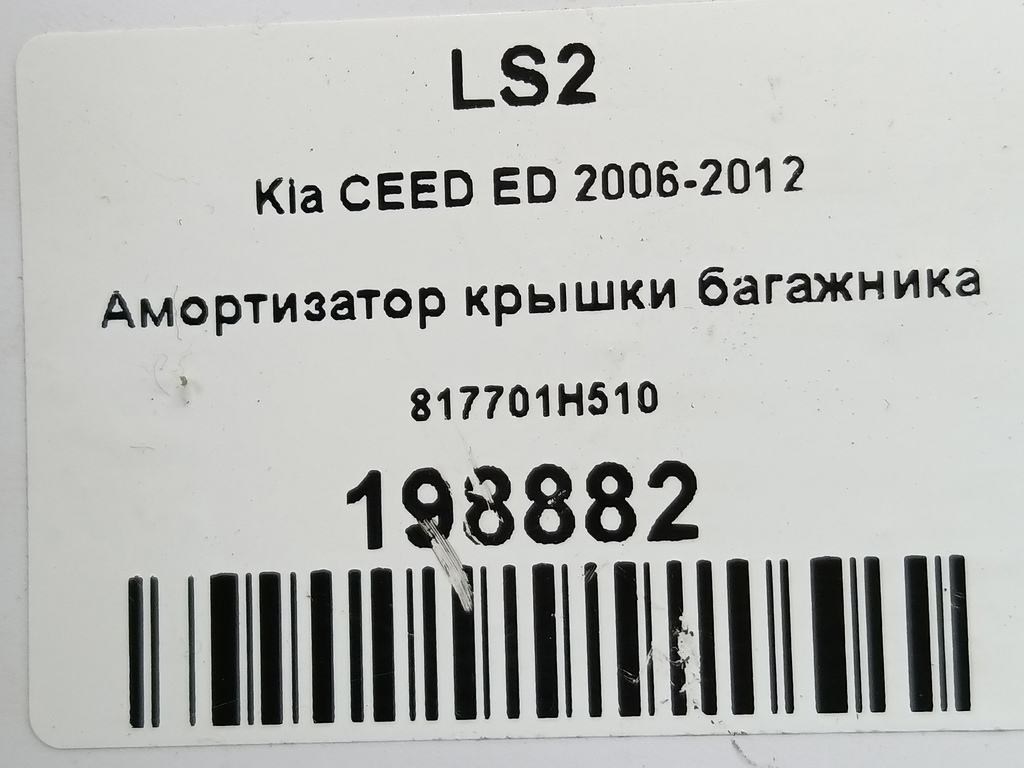 LS2
Kia CEED ED 2006-2012
Амортизатор крышки багажника
817701H510
198882